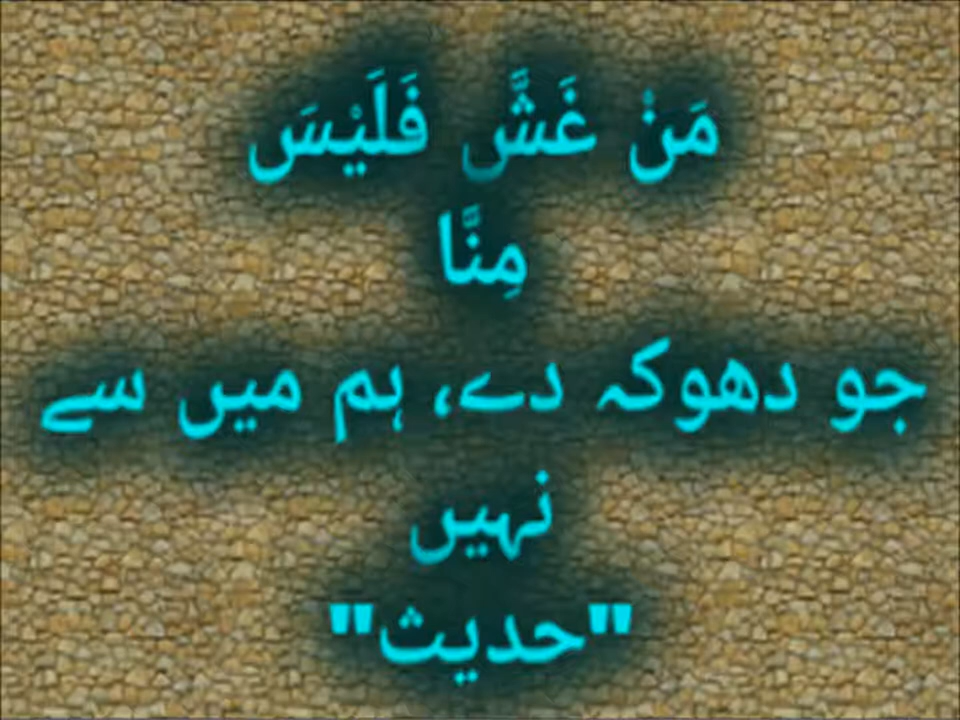 مَنْ غَشَّ فَلَيْسَ
مِنَّا
جو دھوکہ دے، ہم میں سے
نہیں
"حدیث"